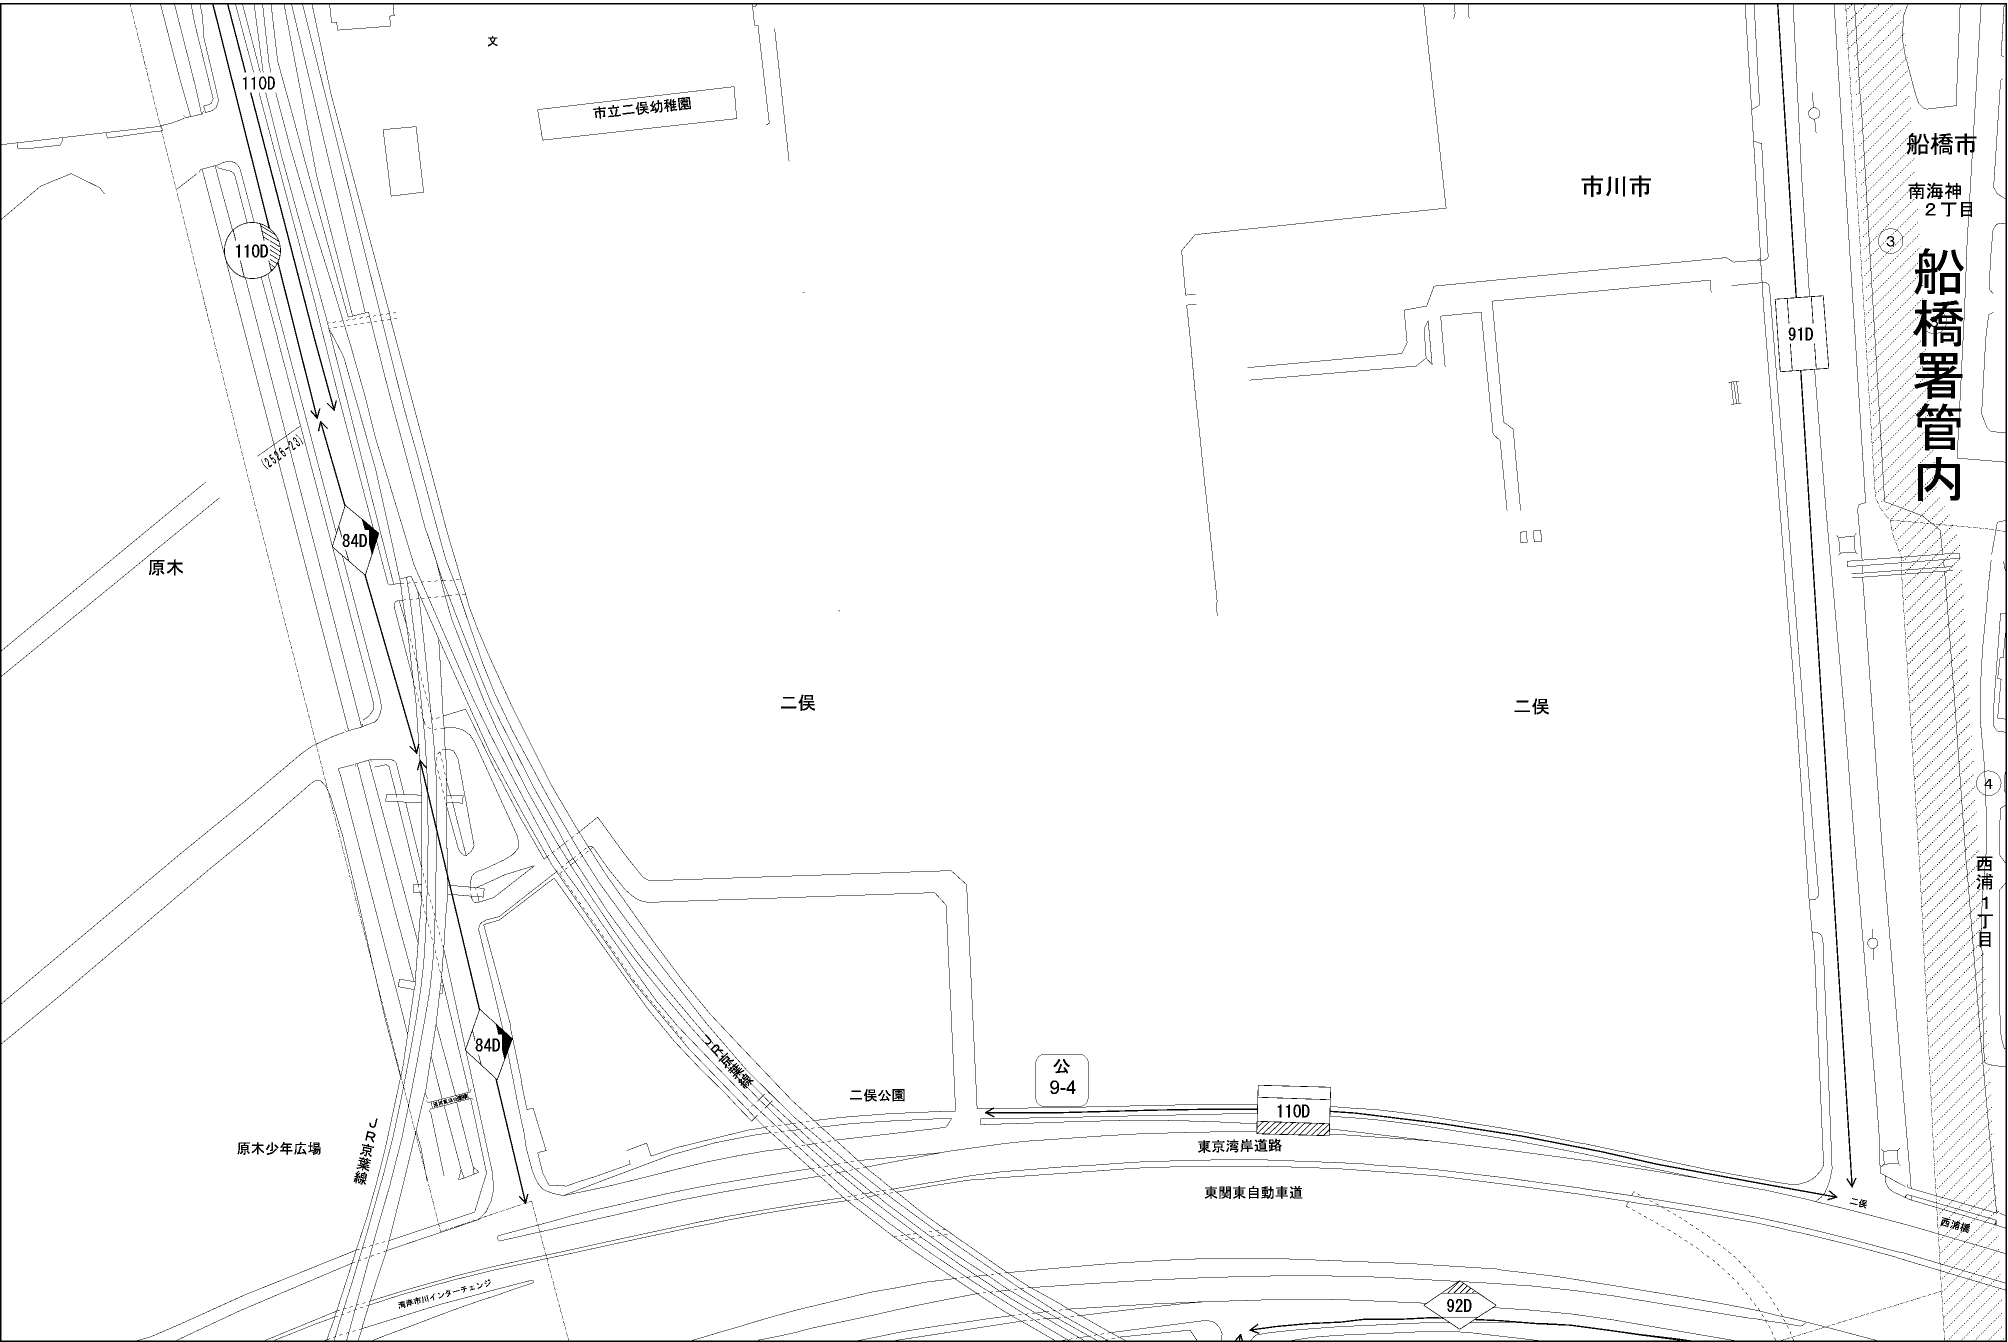 文
110D
市立二俣幼稚園
船橋市
市川市
南海神
２丁目
3
110D
船橋署管内
91D
(2526-23)
84D
原木
二俣
二俣
4
西浦１丁目
84D
ＪＲ京葉線
公
9-4
二俣公園
110D
原木少年広場
ＪＲ京葉線
東京湾岸道路
東関東自動車道
二俣
西浦橋
湾岸市川インターチェンジ
92D